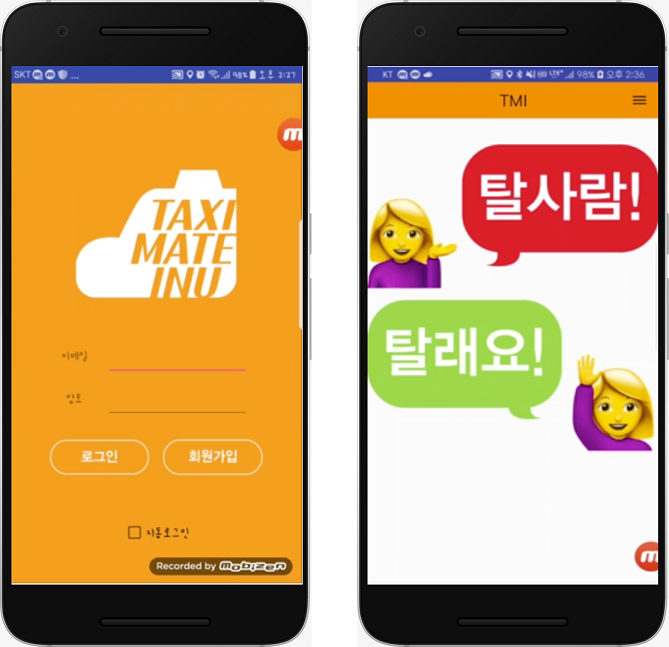 SKT ... 98% 2:27
TAXI
MATE
INU
이메일
암호
로그인 회원가입
자동로그인
Recorded by mobizen
KT 98% 오후 2:36
TMI
탈사람!
탈래요!